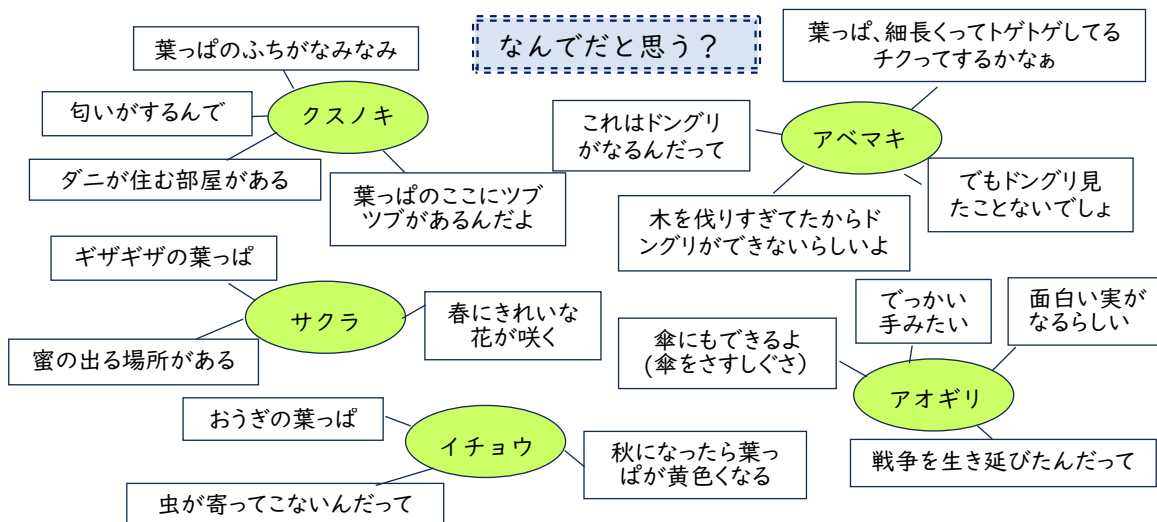 なんでだと思う？
葉っぱのふちがなみなみ
匂いがするんで
クスノキ
ダニが住む部屋がある
葉っぱのここにツブ
ツブがあるんだよ
葉っぱ、細長くってトゲトゲしてる
チクってするかなぁ
これはドングリ
がなるんだって
アベマキ
でもドングリ見
たことないでしょ
木を伐りすぎてたからド
ングリができないらしいよ
ギザギザの葉っぱ
サクラ
春にきれいな
花が咲く
蜜の出る場所がある
でっかい
手みたい
面白い実が
なるらしい
傘にもできるよ
(傘をさすしぐさ）
アオギリ
戦争を生き延びたんだって
おうぎの葉っぱ
イチョウ
秋になったら葉っ
ぱが黄色くなる
虫が寄ってこないんだって